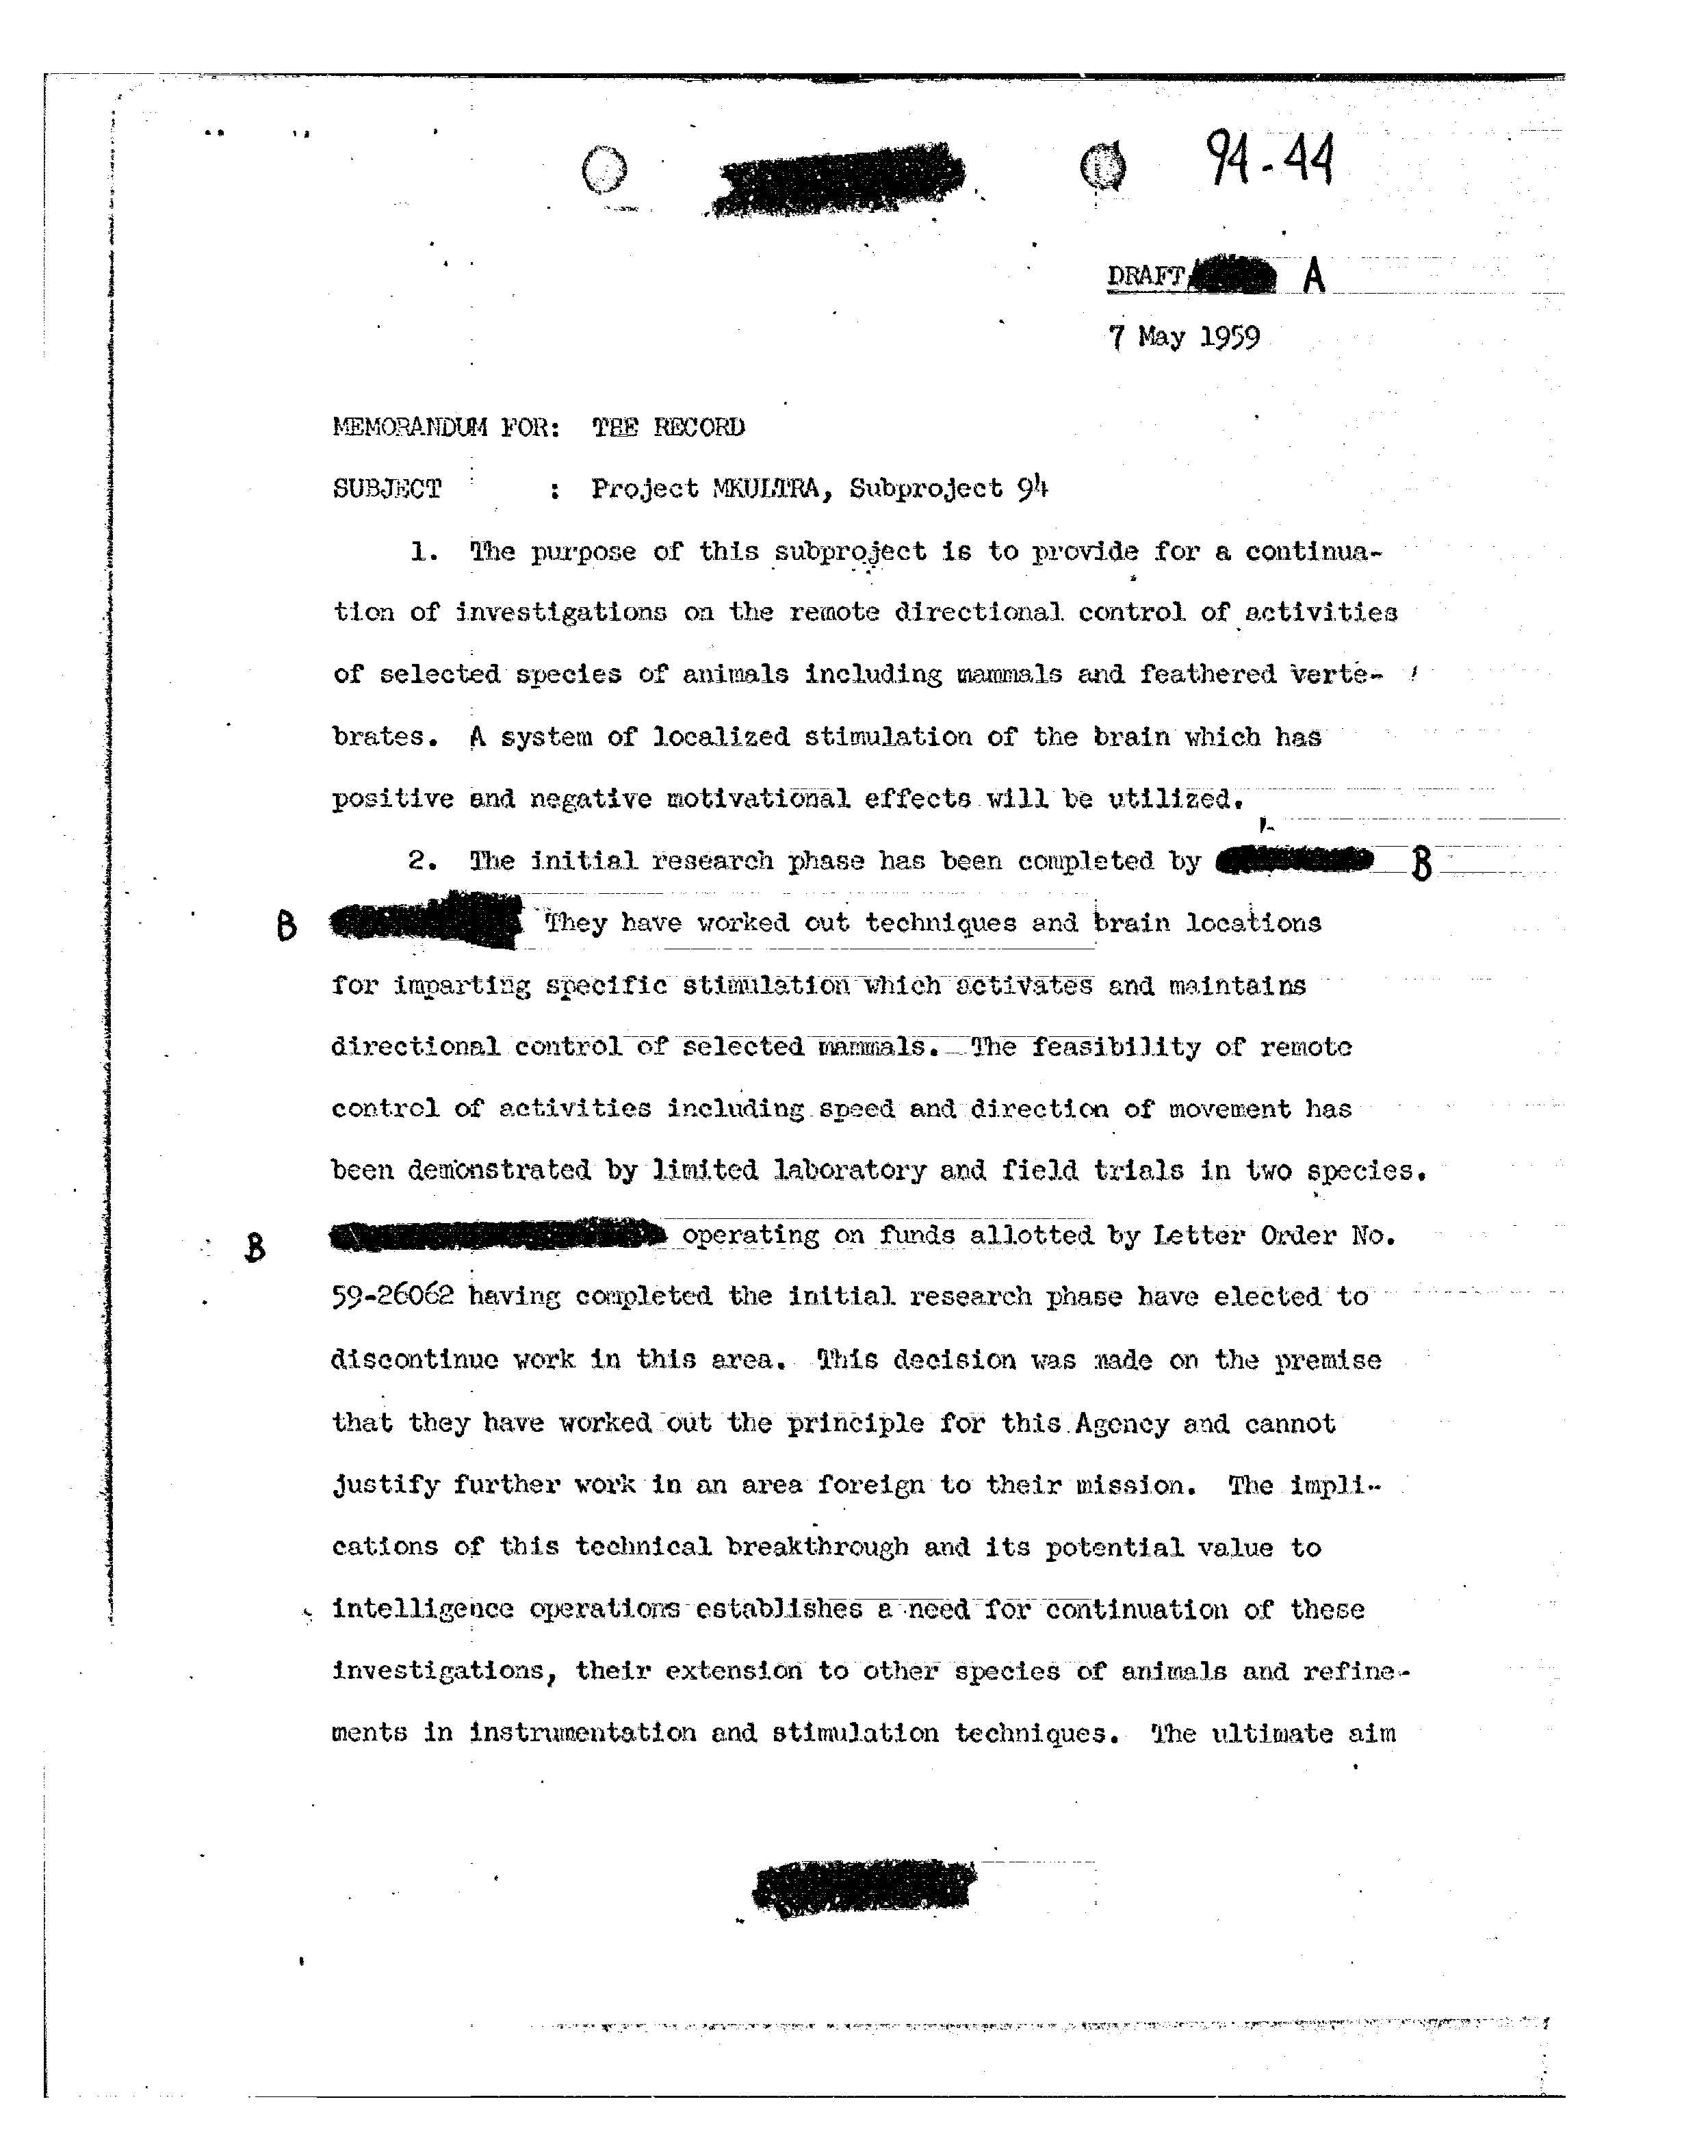 94-44
DRAFT A
7 May 1959
MEMORANDUM FOR: THE RECORD
SUBJECT : Project MKULTRA, Subproject 94
1. The purpose of this subproject is to provide for a continua-
tion of investigations on the remote directional control of activities
of selected species of animals including mammals and feathered verte-
brates. A system of localized stimulation of the brain which has
positive and negative motivational effects will be utilized.
2. The initial research phase has been completed by B
B They have worked out techniques and brain locations
for imparting specific stimulation which activates and maintains
directional control of selected mammals. The feasibility of remote
control of activities including speed and direction of movement has
been demonstrated by limited laboratory and field trials in two species.
B operating on funds allotted by Letter Order No.
59-26062 having completed the initial research phase have elected to
discontinue work in this area. This decision was made on the premise
that they have worked out the principle for this Agency and cannot
justify further work in an area foreign to their mission. The impli-
cations of this technical breakthrough and its potential value to
intelligence operations establishes a need for continuation of these
investigations, their extension to other species of animals and refine-
ments in instrumentation and stimulation techniques. The ultimate aim